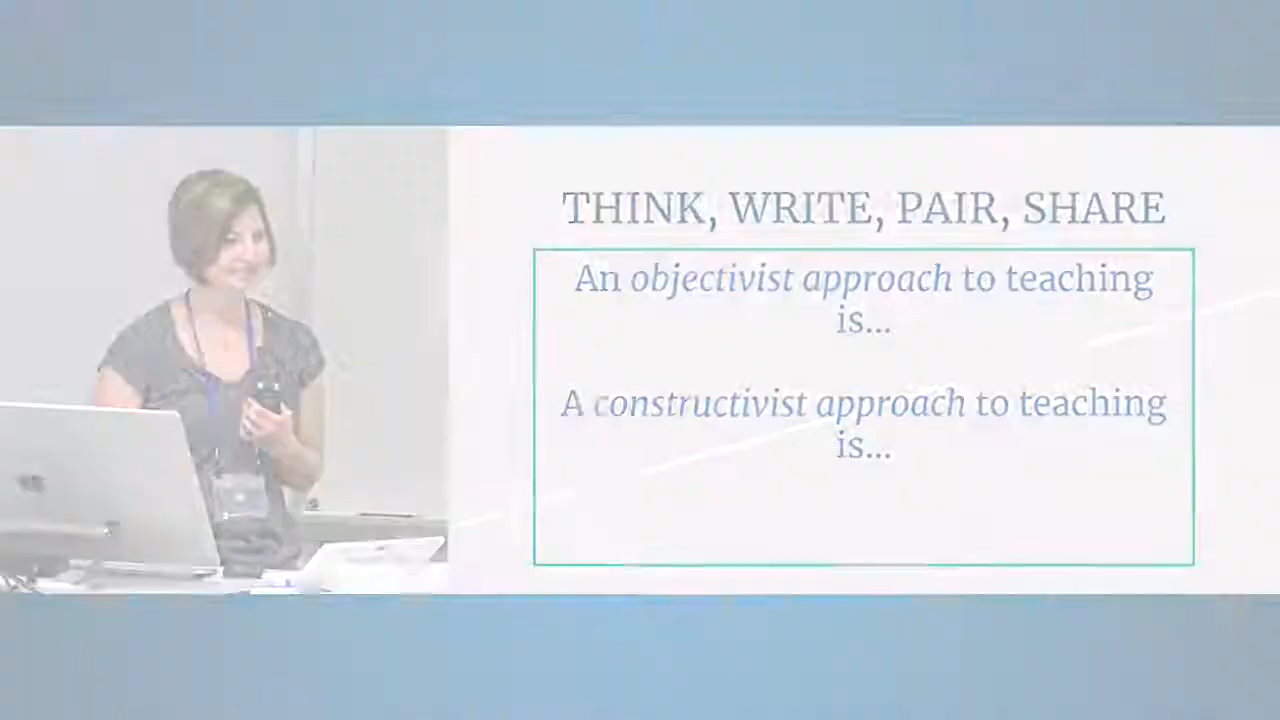 THINK, WRITE, PAIR, SHARE
An objectivist approach to teaching
is...
A constructivist approach to teaching
is...